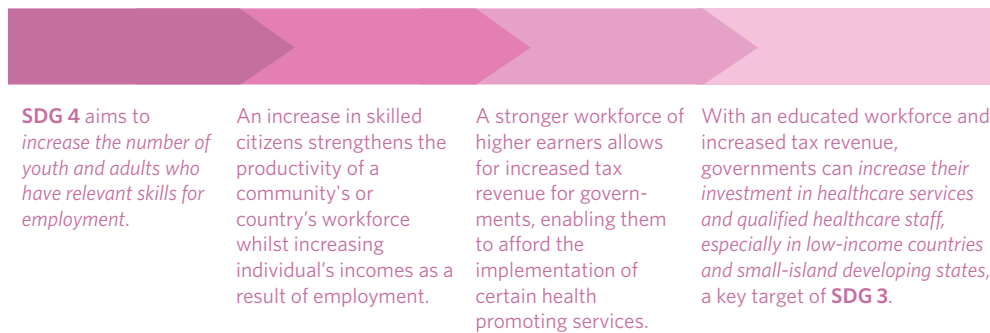 SDG 4 aims to
increase the number of
youth and adults who
have relevant skills for
employment.
An increase in skilled
citizens strengthens the
productivity of a
community's or
country's workforce
whilst increasing
individual's incomes as a
result of employment.
A stronger workforce of
higher earners allows
for increased tax
revenue for govern-
ments, enabling them
to afford the
implementation of
certain health
promoting services.
With an educated workforce and
increased tax revenue,
governments can increase their
investment in healthcare services
and qualified healthcare staff,
especially in low-income countries
and small-island developing states,
a key target of SDG 3.